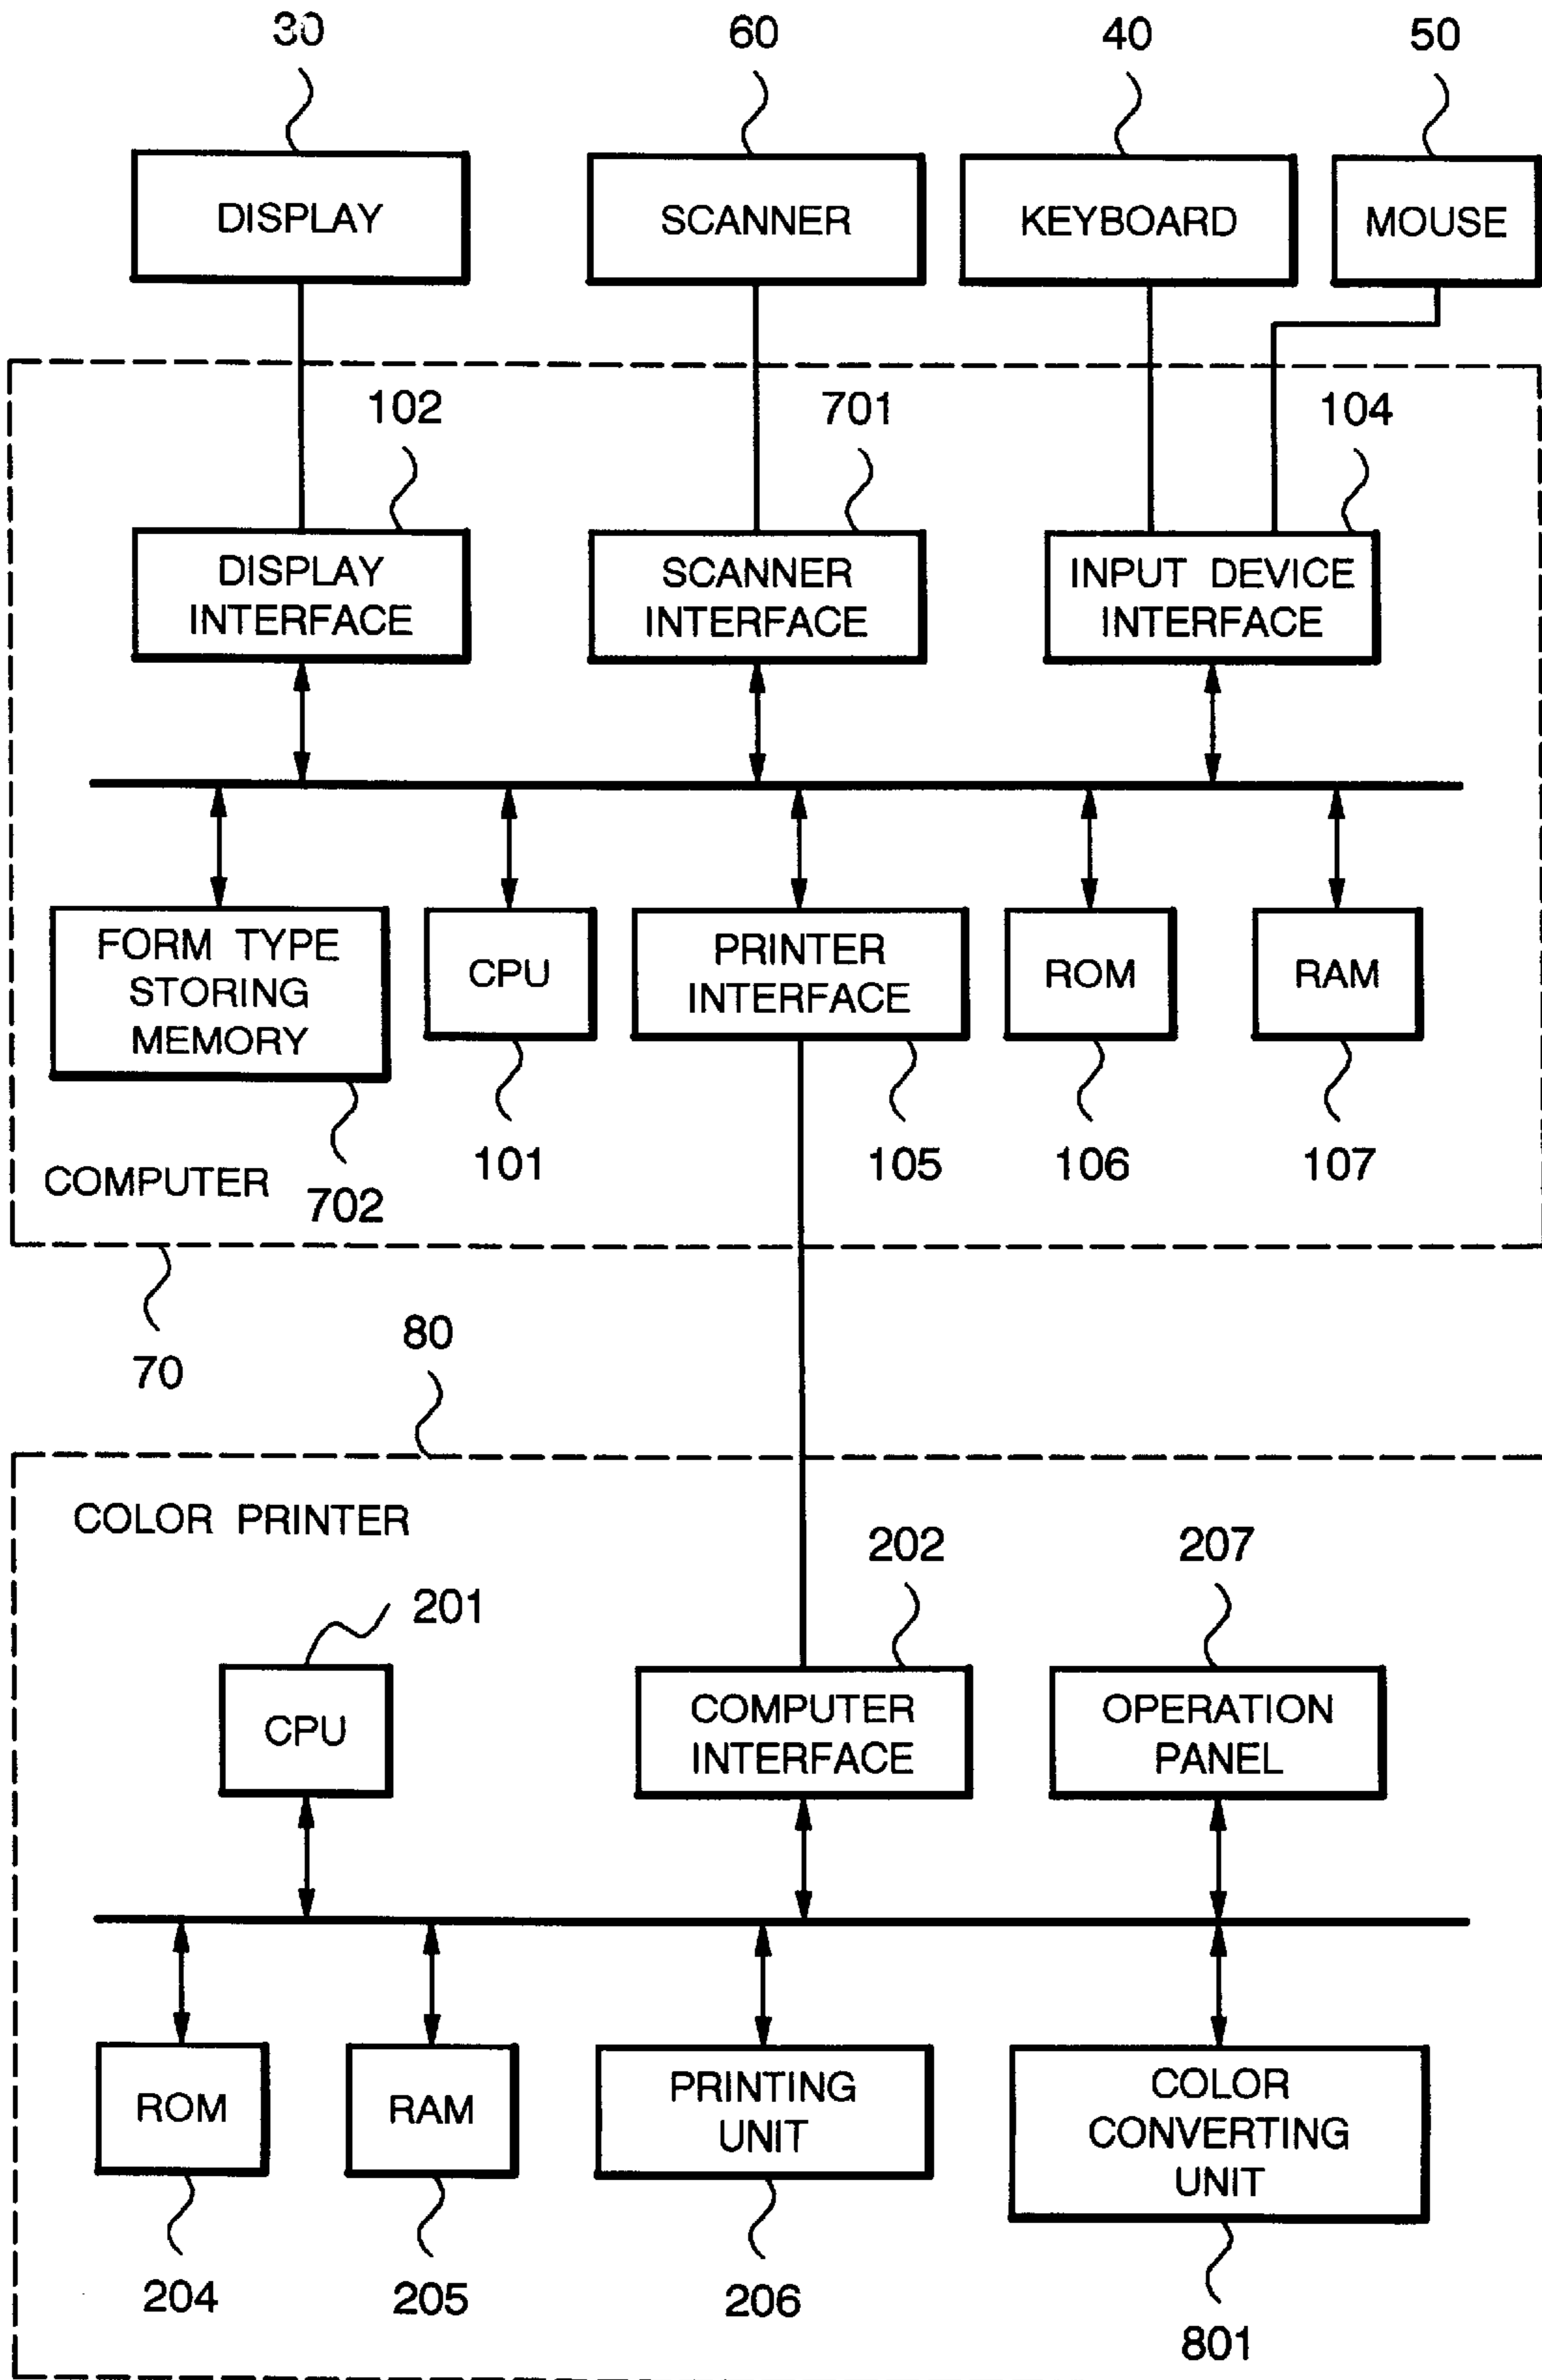 30
60
40
50
DISPLAY
SCANNER
KEYBOARD
MOUSE
102
701
104
DISPLAY
INTERFACE
SCANNER
INTERFACE
INPUT DEVICE
INTERFACE
FORM TYPE
STORING
MEMORY
CPU
PRINTER
INTERFACE
ROM
RAM
COMPUTER
702
101
105
106
107
70
80
COLOR PRINTER
201
202
207
CPU
COMPUTER
INTERFACE
OPERATION
PANEL
ROM
RAM
PRINTING
UNIT
COLOR
CONVERTING
UNIT
204
205
206
801